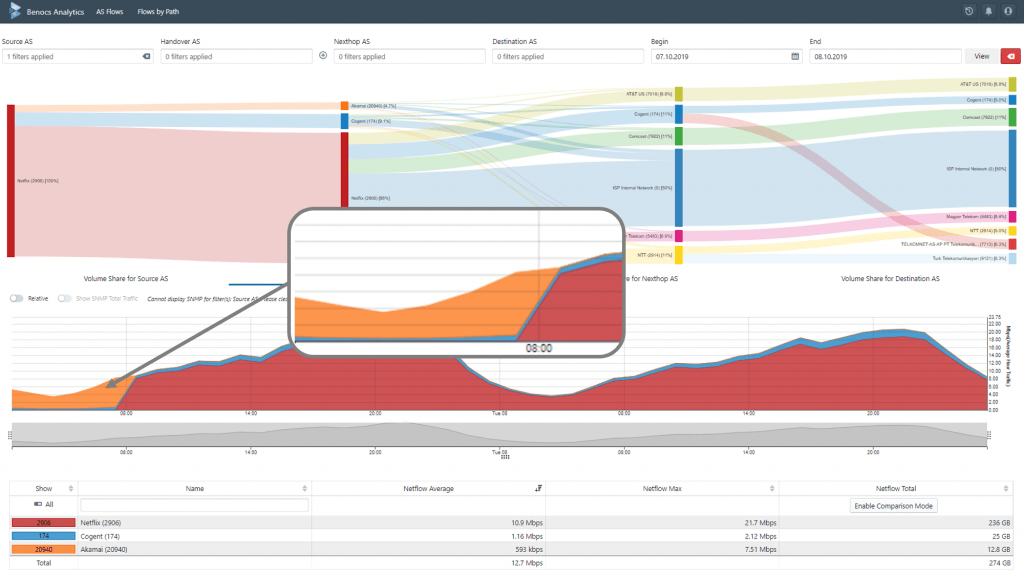 Benocs Analytics AS Flows Flows by Path
Source AS Handover AS Nexthop AS Destination AS Begin End
1 filters applied 0 filters applied 0 filters applied 0 filters applied 07.10.2019 08.10.2019 View
AT&T US (7018) [8.9%]
AT&T US (7018) [8.9%]
Cogent (174) [5.0%]
Akamai (20940) [4.7%]
Cogent (174) [11%]
Comcast (7922) [11%]
Cogent (174) [9.1%]
Comcast (7922) [11%]
ISP Internal Network (0) [50%]
Netflix (2906) [100%]
ISP Internal Network (0) [50%]
Netflix (2906) [86%]
Magyar Telekom (5483) [6.6%]
Telekom (5483) [6.6%]
NTT (2914) [5.0%]
TELKOMNET-AS-AP PT Telekomunik... (7713) [6.3%]
NTT (2914) [11%]
Turk Telekomunikasyon (9121) [6.3%]
Volume Share for Source AS e for Nexthop AS Volume Share for Destination AS
Relative Show SNMP Total Traffic Cannot display SNMP for filter(s): Source AS. Please clea
08:00
23.75
22.00
20.00
18.00
16.00
14.00
12.00
10.00
8.00
6.00
4.00
2.00
0.00
08:00 14:00 20:00 Tue 08 08:00 14:00 20:00
08:00 14:00 20:00 Tue 08 08:00 14:00 20:00
Show Name Netflow Average Netflow Max Netflow Total
All Enable Comparison Mode
2906 Netflix (2906) 10.9 Mbps 21.7 Mbps 236 GB
174 Cogent (174) 1.16 Mbps 2.12 Mbps 25 GB
20940 Akamai (20940) 593 kbps 7.51 Mbps 12.8 GB
Total 12.7 Mbps 274 GB